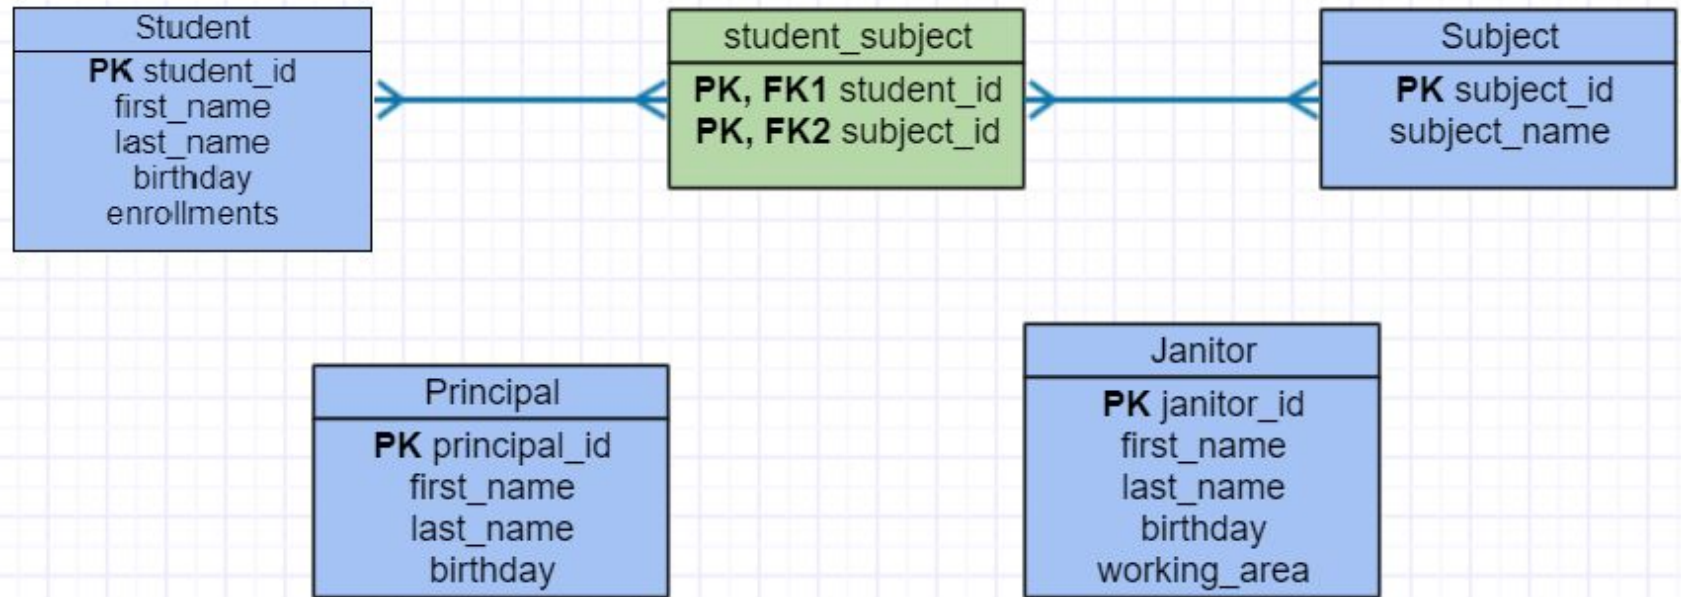 Student
PK student_id
first_name
last_name
birthday
enrollments
student_subject
PK, FK1 student_id
PK, FK2 subject_id
Subject
PK subject_id
subject_name
Principal
PK principal_id
first_name
last_name
birthday
Janitor
PK janitor_id
first_name
last_name
birthday
working_area